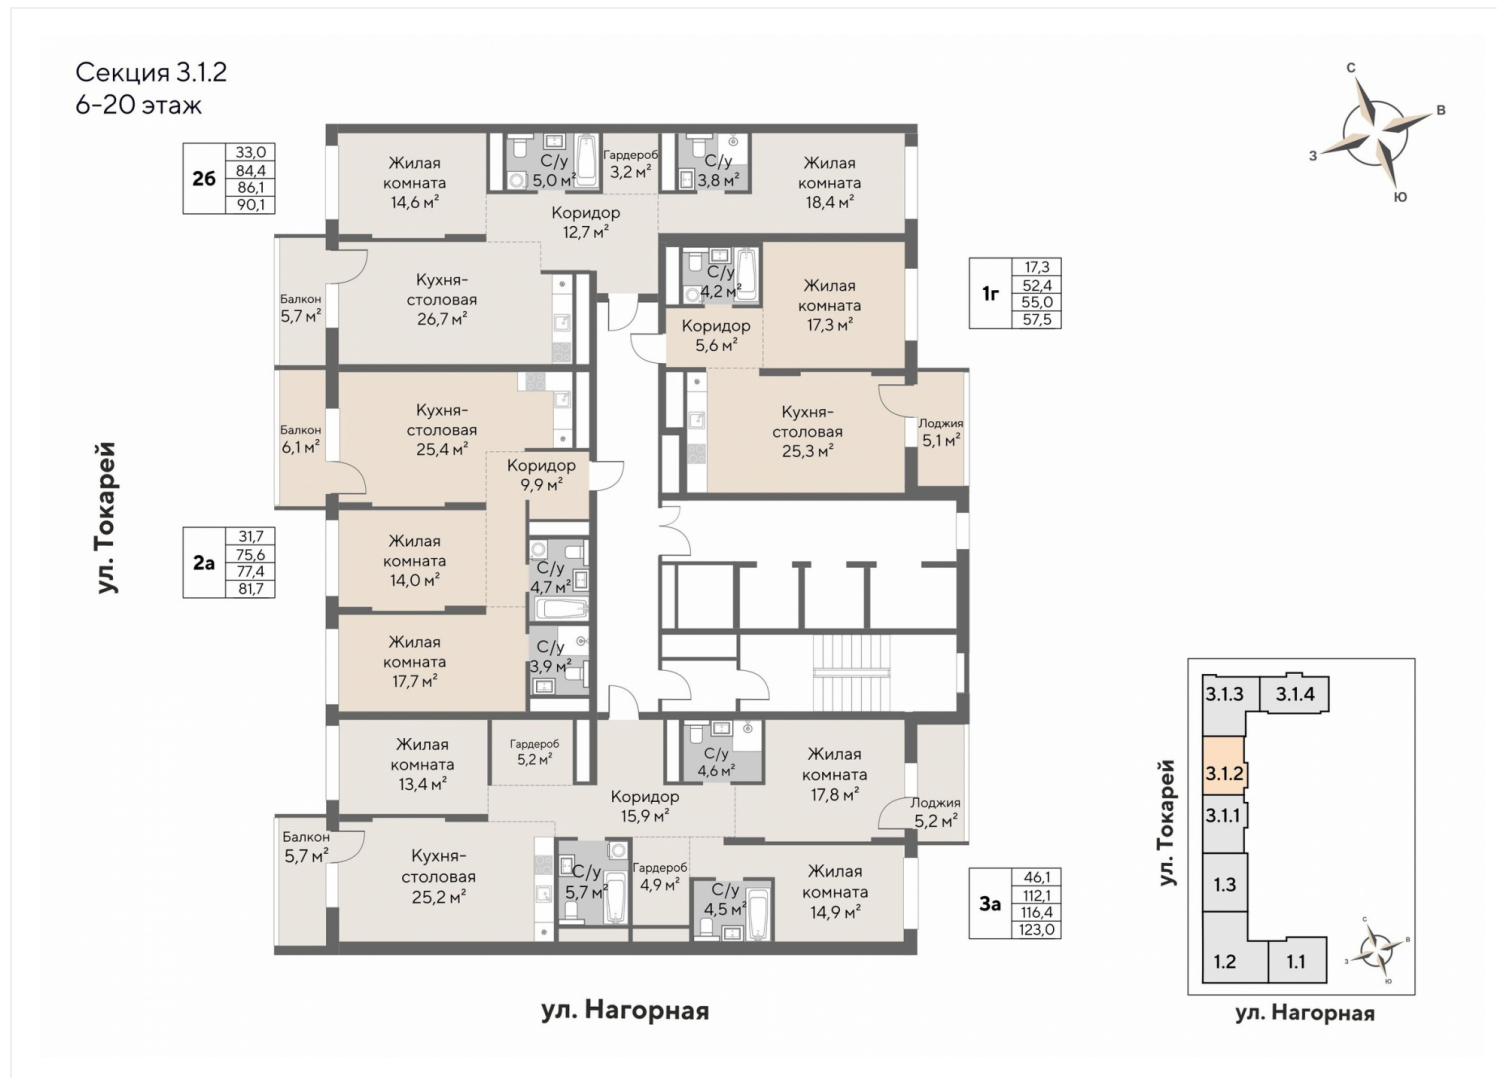 Секция 3.1.2
6-20 этаж
С
В
З
Ю
2б
33,0
84,4
86,1
90,1
Жилая
комната
14,6 м²
С/у
5,0 м²
Гардероб
3,2 м²
С/у
3,8 м²
Жилая
комната
18,4 м²
Коридор
12,7 м²
Балкон
5,7 м²
Кухня-
столовая
26,7 м²
С/у
4,2 м²
Жилая
комната
17,3 м²
Коридор
5,6 м²
1г
17,3
52,4
55,0
57,5
Балкон
6,1 м²
Кухня-
столовая
25,4 м²
Коридор
9,9 м²
Кухня-
столовая
25,3 м²
Лоджия
5,1 м²
ул. Токарей
2а
31,7
75,6
77,4
81,7
Жилая
комната
14,0 м²
С/у
4,7 м²
Жилая
комната
17,7 м²
С/у
3,9 м²
Жилая
комната
13,4 м²
Гардероб
5,2 м²
С/у
4,6 м²
Жилая
комната
17,8 м²
Коридор
15,9 м²
Лоджия
5,2 м²
Балкон
5,7 м²
Кухня-
столовая
25,2 м²
С/у
5,7 м²
Гардероб
4,9 м²
С/у
4,5 м²
Жилая
комната
14,9 м²
3а
46,1
112,1
116,4
123,0
ул. Нагорная
3.1.3
3.1.4
3.1.2
3.1.1
1.3
1.2
1.1
ул. Токарей
С
В
З
Ю
ул. Нагорная